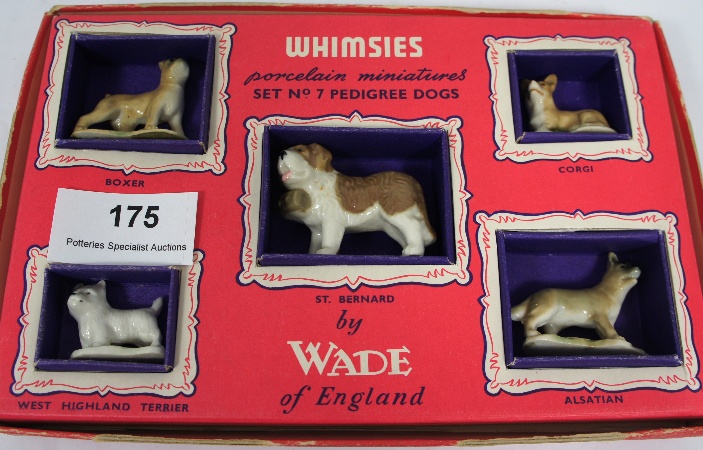 WHIMSIES
porcelain miniatures
SET Nº 7 PEDIGREE DOGS
BOXER
CORGI
175
Potteries Specialist Auctions
ST. BERNARD
by
WADE
of England
WEST HIGHLAND TERRIER
ALSATIAN